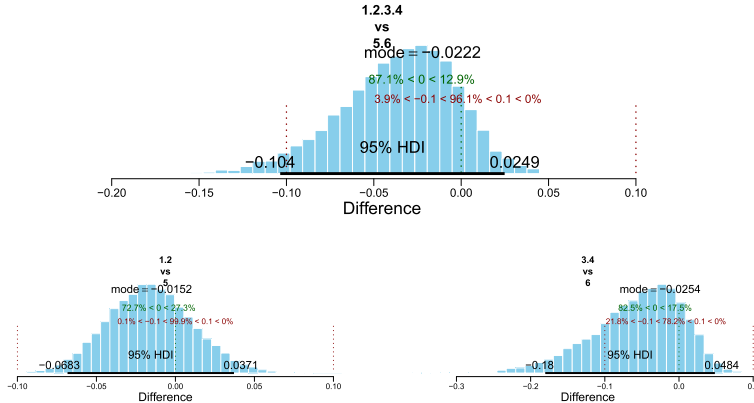 1.2.3.4
vs
5.6
mode = −0.0222
87.1% < 0 < 12.9%
3.9% < −0.1 < 96.1% < 0.1 < 0%
95% HDI
−0.104 0.0249
−0.20 −0.15 −0.10 −0.05 0.00 0.05 0.10
Difference
1.2
vs
5
mode = −0.0152
72.7% < 0 < 27.3%
0.1% < −0.1 < 99.9% < 0.1 < 0%
95% HDI
−0.0683 0.0371
−0.10 −0.05 0.00 0.05 0.10
Difference
3.4
vs
6
mode = −0.0254
82.5% < 0 < 17.5%
21.8% < −0.1 < 78.2% < 0.1 < 0%
95% HDI
−0.18 0.0484
−0.3 −0.2 −0.1 0.0
Difference